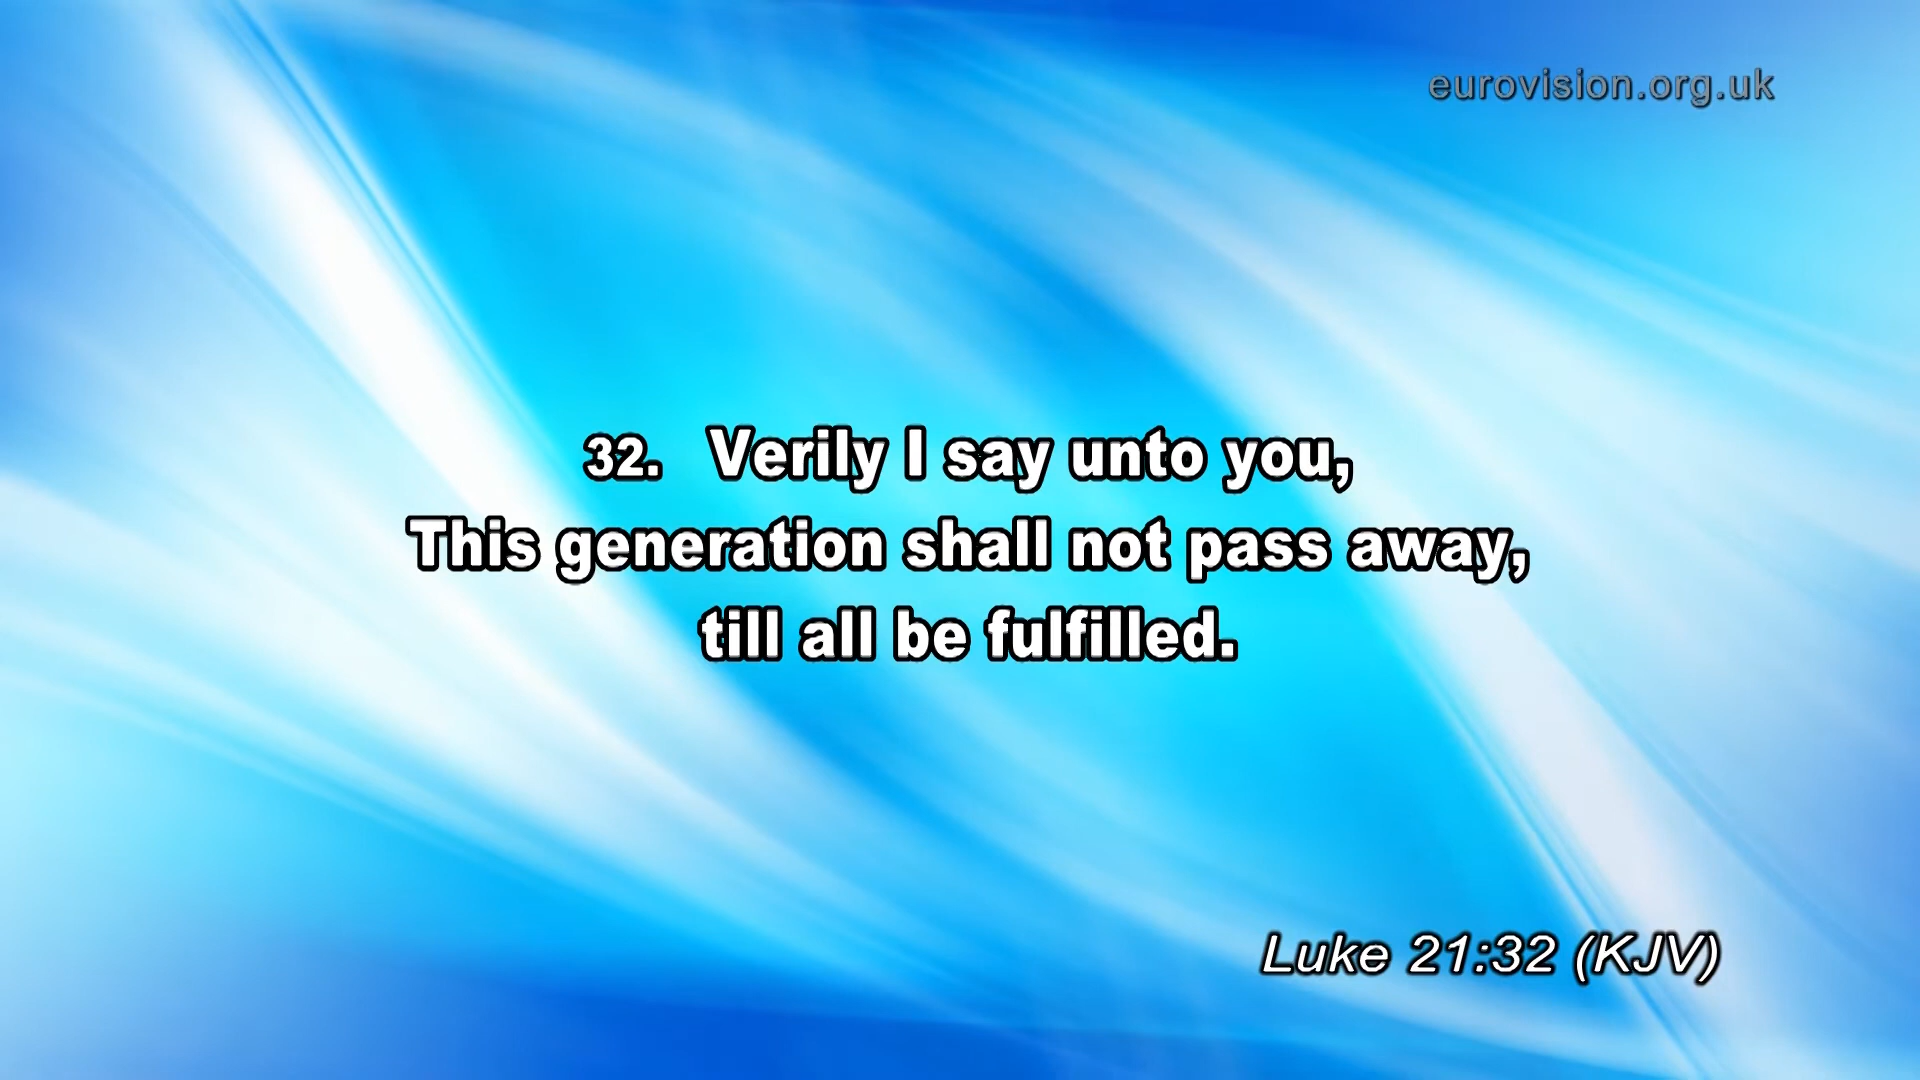 eurovision.org.uk
32. Verily I say unto you,
This generation shall not pass away,
till all be fulfilled.
Luke 21:32 (KJV)